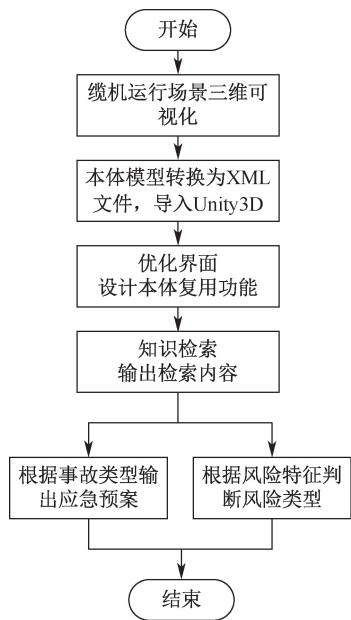 开始
缆机运行场景三维可
视化
本体模型转换为XML
文件，导入Unity3D
优化界面
设计本体复用功能
知识检索
输出检索内容
根据事故类型输
出应急预案
根据风险特征判
断风险类型
结束